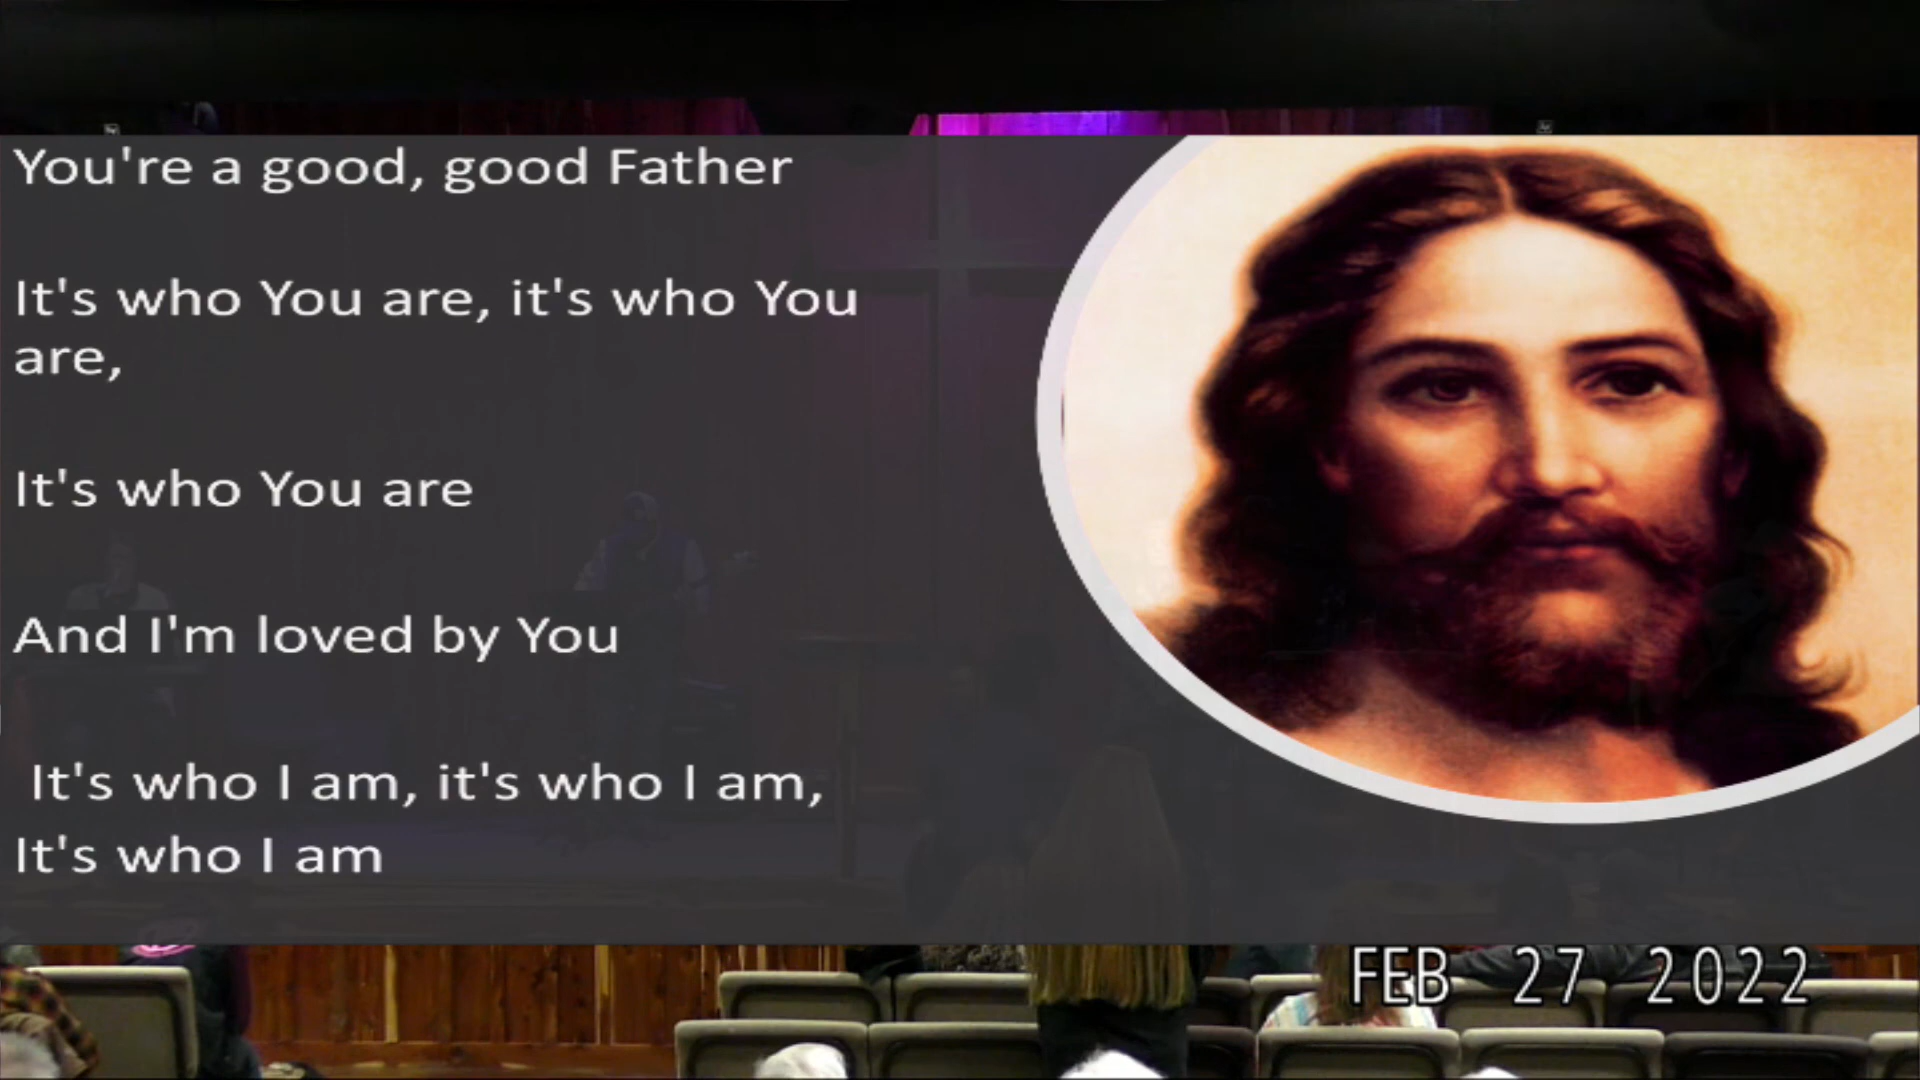 You're a good, good Father
It's who You are, it's who You
are,
It's who You are
And I'm loved by You
It's who I am, it's who I am,
It's who I am
FEB 27 2022